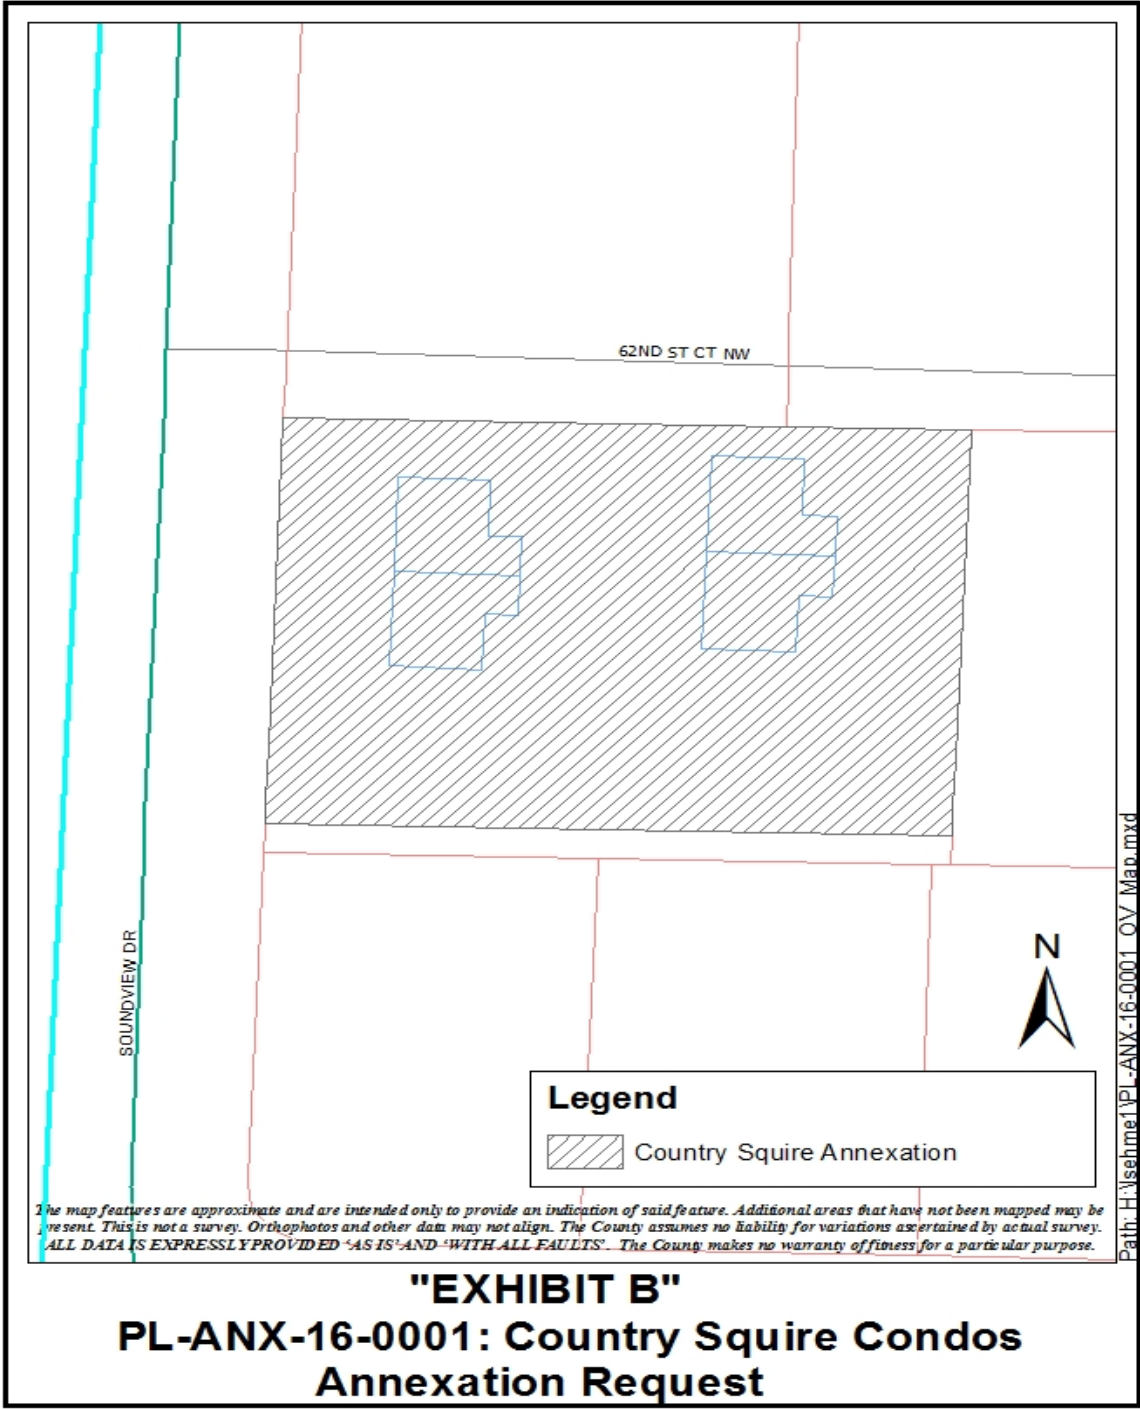 62ND ST CT NW
SOUNDVIEW DR
N
Legend
Country Squire Annexation
The map features are approximate and are intended only to provide an indication of said feature. Additional areas that have not been mapped may be
present. This is not a survey. Orthophotos and other data may not align. The County assumes no liability for variations ascertained by actual survey.
ALL DATA IS EXPRESSLY PROVIDED ‘AS IS’ AND ‘WITH ALL FAULTS’. The County makes no warranty of fitness for a particular purpose.
Path: H:\lsehme1\PL-ANX-16-0001_OV_Map.mxd
"EXHIBIT B"
PL-ANX-16-0001: Country Squire Condos
Annexation Request